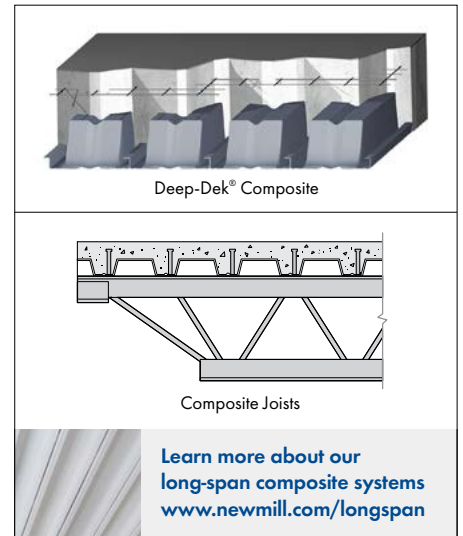 Deep-Dek® Composite
Composite Joists
Learn more about our
long-span composite systems
www.newmill.com/longspan